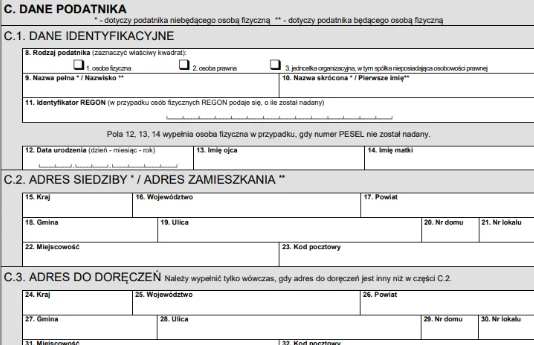 C. DANE PODATNIKA
* - dotyczy podatnika niebędącego osobą fizyczną ** - dotyczy podatnika będącego osobą fizyczną
C.1. DANE IDENTYFIKACYJNE
8. Rodzaj podatnika (zaznaczyć właściwy kwadrat):
1. osoba fizyczna 2. osoba prawna 3. jednostka organizacyjna, w tym spółka nieposiadająca osobowości prawnej
9. Nazwa pełna * / Nazwisko ** 10. Nazwa skrócona * / Pierwsze imię**
11. Identyfikator REGON (w przypadku osób fizycznych REGON podaje się, o ile został nadany)
Pola 12, 13, 14 wypełnia osoba fizyczna w przypadku, gdy numer PESEL nie został nadany.
12. Data urodzenia (dzień - miesiąc - rok) 13. Imię ojca 14. Imię matki
C.2. ADRES SIEDZIBY * / ADRES ZAMIESZKANIA **
15. Kraj 16. Województwo 17. Powiat
18. Gmina 19. Ulica 20. Nr domu 21. Nr lokalu
22. Miejscowość 23. Kod pocztowy
C.3. ADRES DO DORĘCZEŃ Należy wypełnić tylko wówczas, gdy adres do doręczeń jest inny niż w części C.2.
24. Kraj 25. Województwo 26. Powiat
27. Gmina 28. Ulica 29. Nr domu 30. Nr lokalu
31. Miejscowość 32. Kod pocztowy